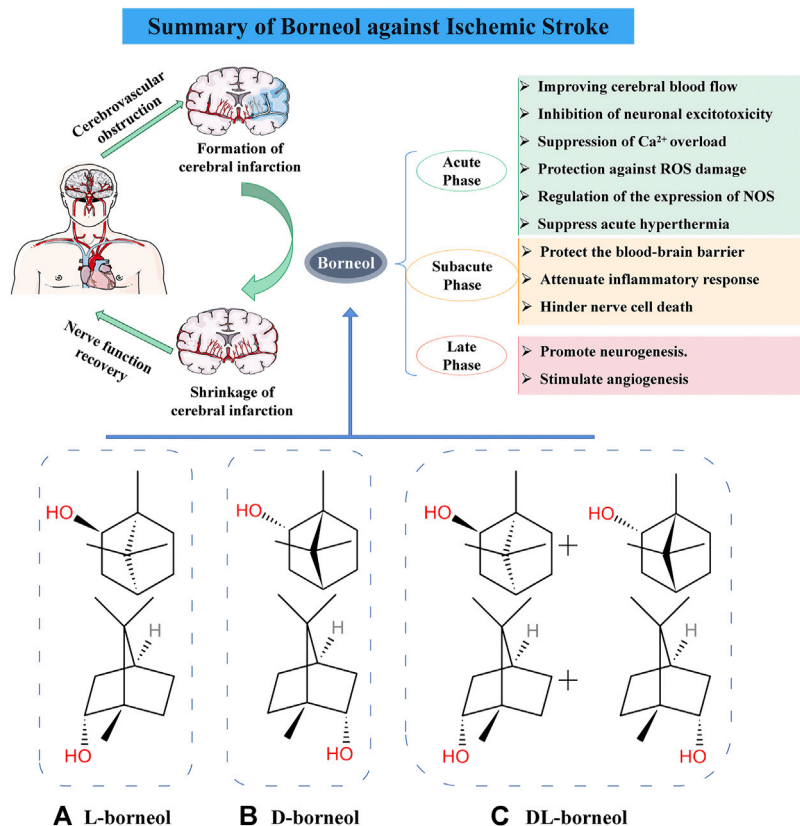 Summary of Borneol against Ischemic Stroke
Cerebrovascular
obstruction
Formation of
cerebral infarction
Nerve function
recovery
Shrinkage of
cerebral infarction
Borneol
Acute
Phase
➢ Improving cerebral blood flow
➢ Inhibition of neuronal excitotoxicity
➢ Suppression of Ca²⁺ overload
➢ Protection against ROS damage
➢ Regulation of the expression of NOS
➢ Suppress acute hyperthermia
Subacute
Phase
➢ Protect the blood-brain barrier
➢ Attenuate inflammatory response
➢ Hinder nerve cell death
Late
Phase
➢ Promote neurogenesis.
➢ Stimulate angiogenesis
HO
H
HO
A L-borneol
HO
H
HO
B D-borneol
HO
+
HO
H
+
H
HO
HO
C DL-borneol